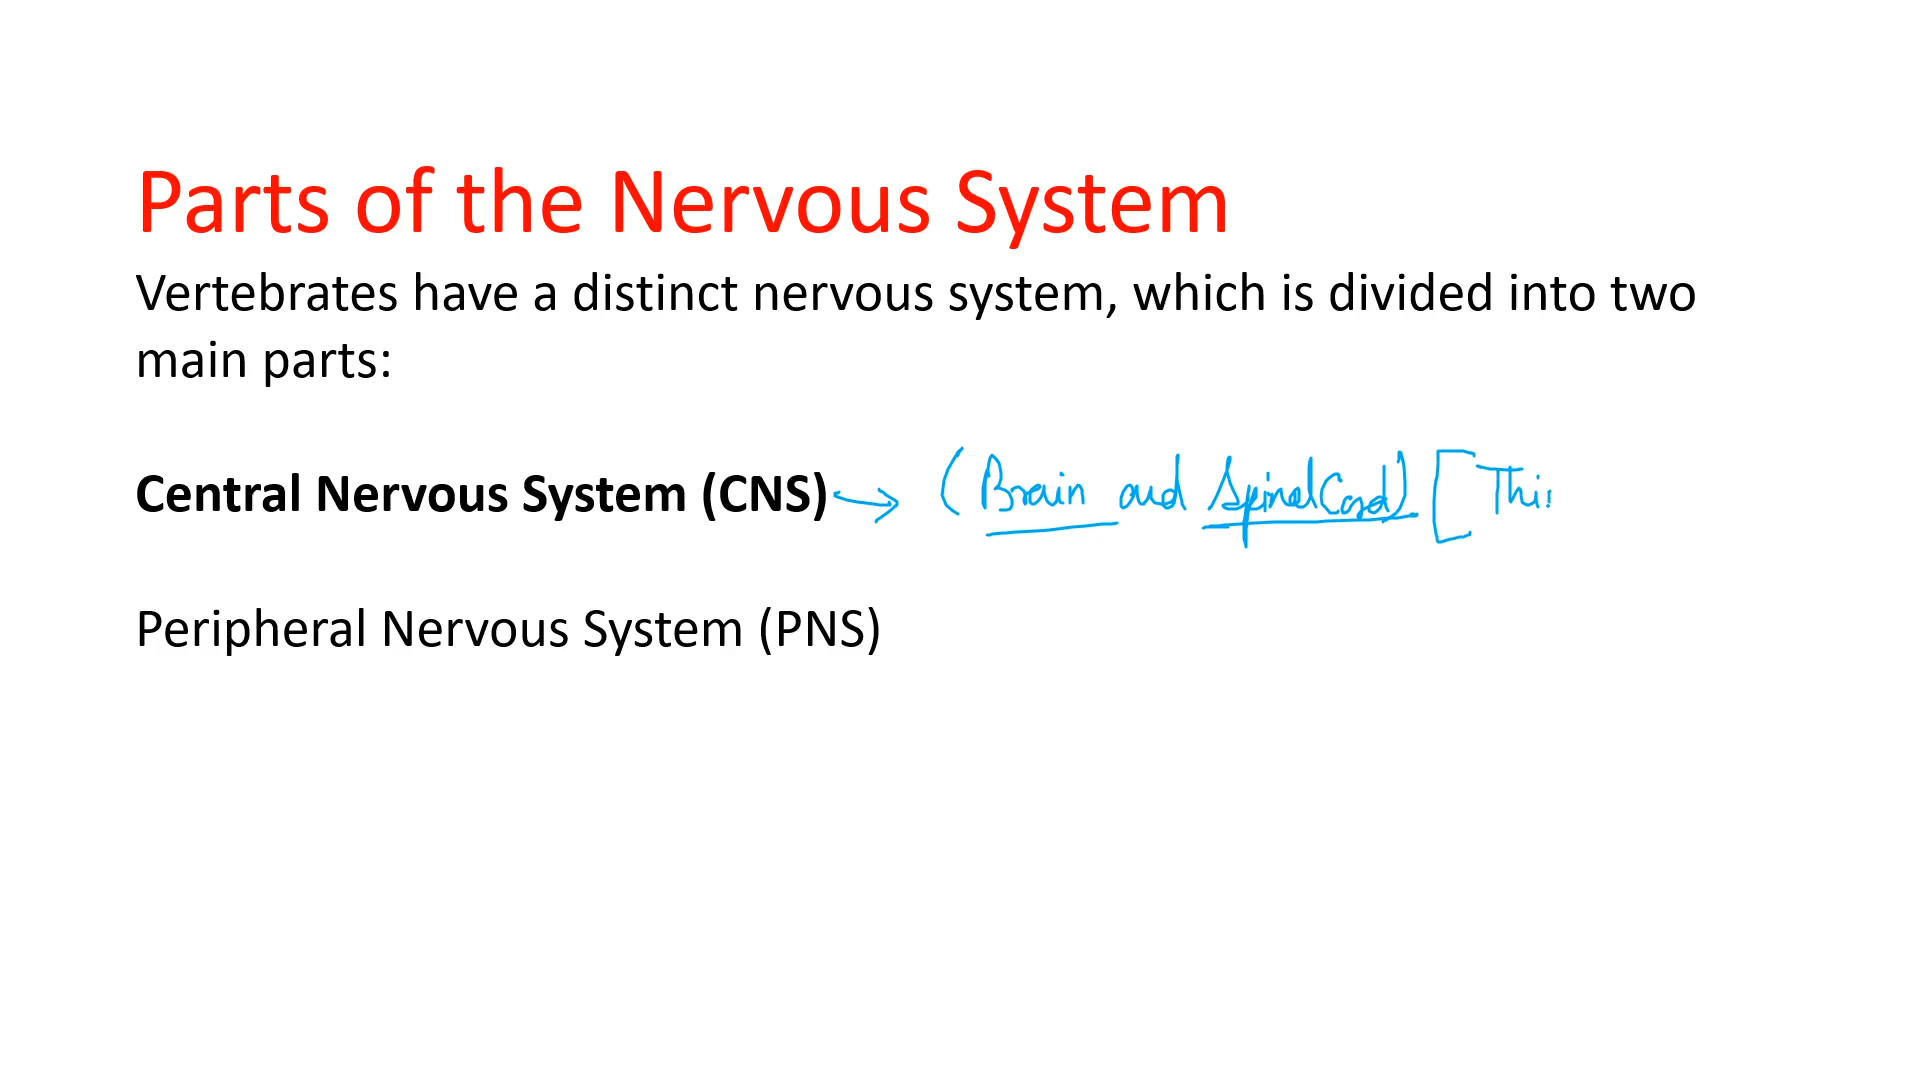 Parts of the Nervous System
Vertebrates have a distinct nervous system, which is divided into two
main parts:
Central Nervous System (CNS) → (Brain and Spinal Cord) [
Peripheral Nervous System (PNS)